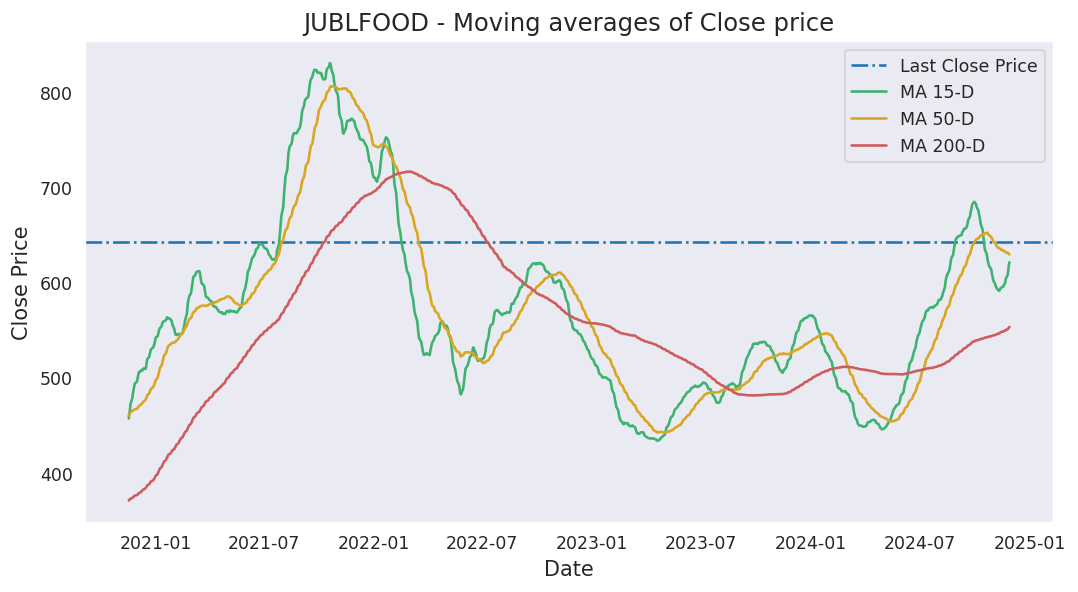 JUBLFOOD - Moving averages of Close price
Last Close Price
MA 15-D
MA 50-D
MA 200-D
Close Price
800
700
600
500
400
2021-01
2021-07
2022-01
2022-07
2023-01
2023-07
2024-01
2024-07
2025-01
Date